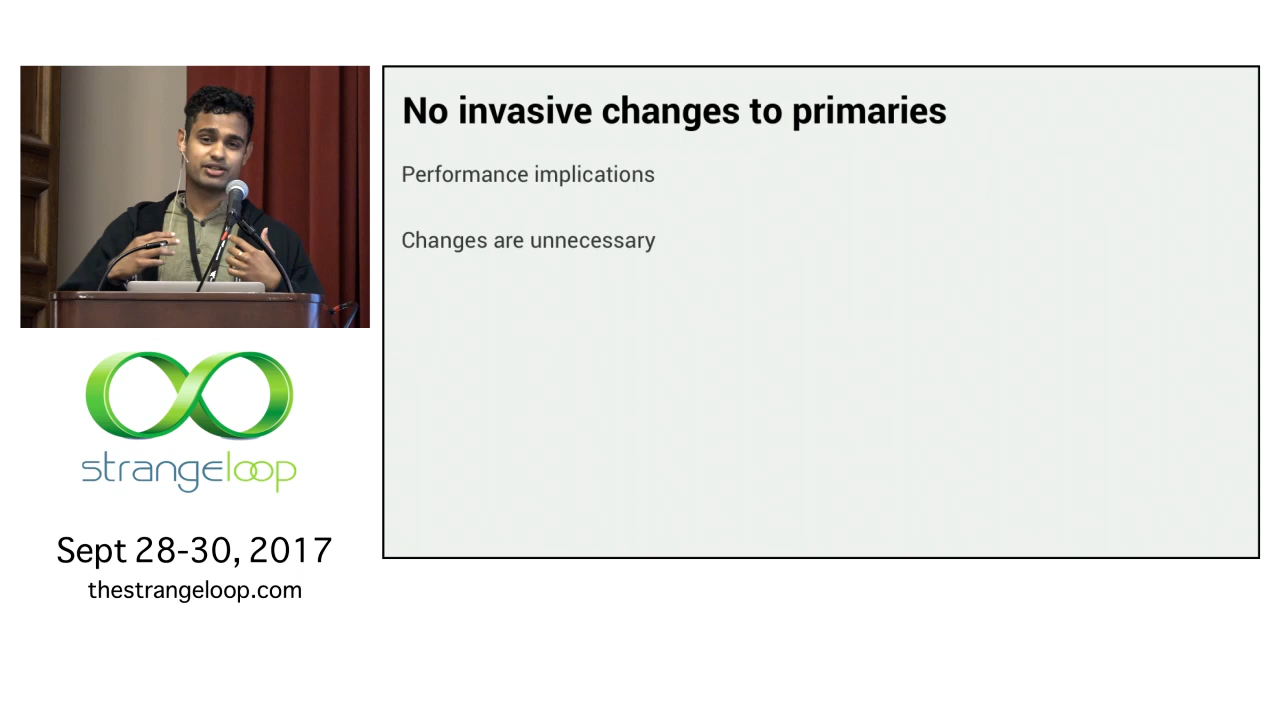 No invasive changes to primaries
Performance implications
Changes are unnecessary
strangeloop
Sept 28-30, 2017
thestrangeloop.com